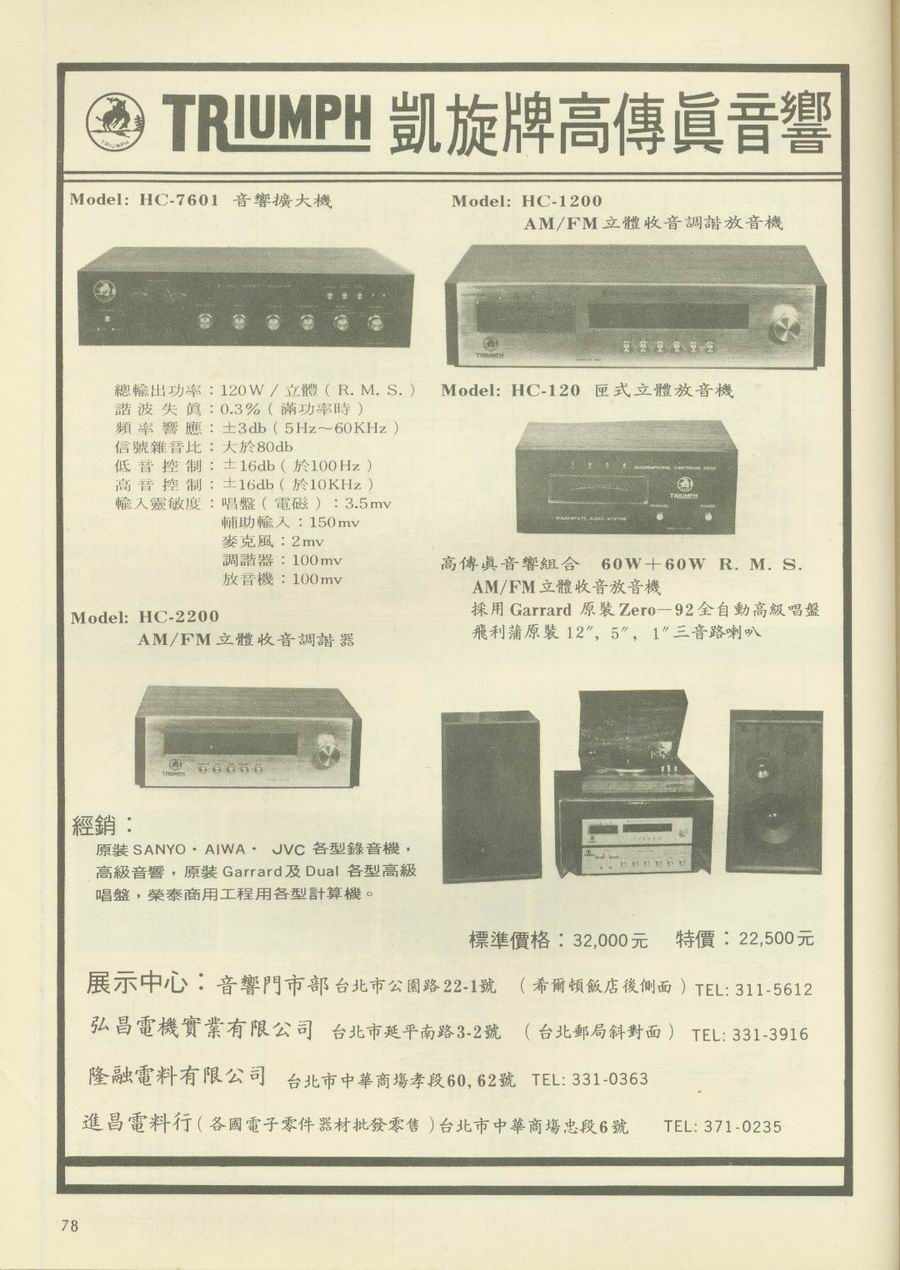 TRIUMPH 凱旋牌高傳眞音響
TRIUMPH
Model: HC-7601 音響擴大機
總輸出功率：120W / 立體 ( R. M. S. )
諧波失眞：0.3% ( 滿功率時 )
頻率響應：±3db ( 5Hz～60KHz )
信號雜音比：大於80db
低音控制：±16db ( 於100Hz )
高音控制：±16db ( 於10KHz )
輸入靈敏度：唱盤 ( 電磁 ) ：3.5mv
輔助輸入：150mv
麥克風：2mv
調諧器：100mv
放音機：100mv
Model: HC-2200
AM/FM 立體收音調諧器
TRIUMPH
經銷：
原裝 SANYO・AIWA・ JVC 各型錄音機，
高級音響，原裝 Garrard 及 Dual 各型高級
唱盤，榮泰商用工程用各型計算機。
Model: HC-1200
AM/FM 立體收音調諧放音機
TRIUMPH
Model: HC-120 匣式立體放音機
1 2 3 4 QUADRAPHONIC CARTRIDGE DECK
TRIUMPH
CHANNEL POWER
SOLID STATE AUDIO SYSTEM
高傳眞音響組合 60W＋60W R. M. S.
AM/FM 立體收音放音機
採用 Garrard 原裝 Zero—92 全自動高級唱盤
飛利蒲原裝 12″, 5″, 1″ 三音路喇叭
標準價格：32,000元 特價：22,500元
展示中心：音響門市部 台北市公園路22-1號 ( 希爾頓飯店後側面 ) TEL: 311-5612
弘昌電機實業有限公司 台北市延平南路3-2號 ( 台北郵局斜對面 ) TEL: 331-3916
隆融電料有限公司 台北市中華商場孝段60, 62號 TEL: 331-0363
進昌電料行 ( 各國電子零件器材批發零售 ) 台北市中華商場忠段6號 TEL: 371-0235
78